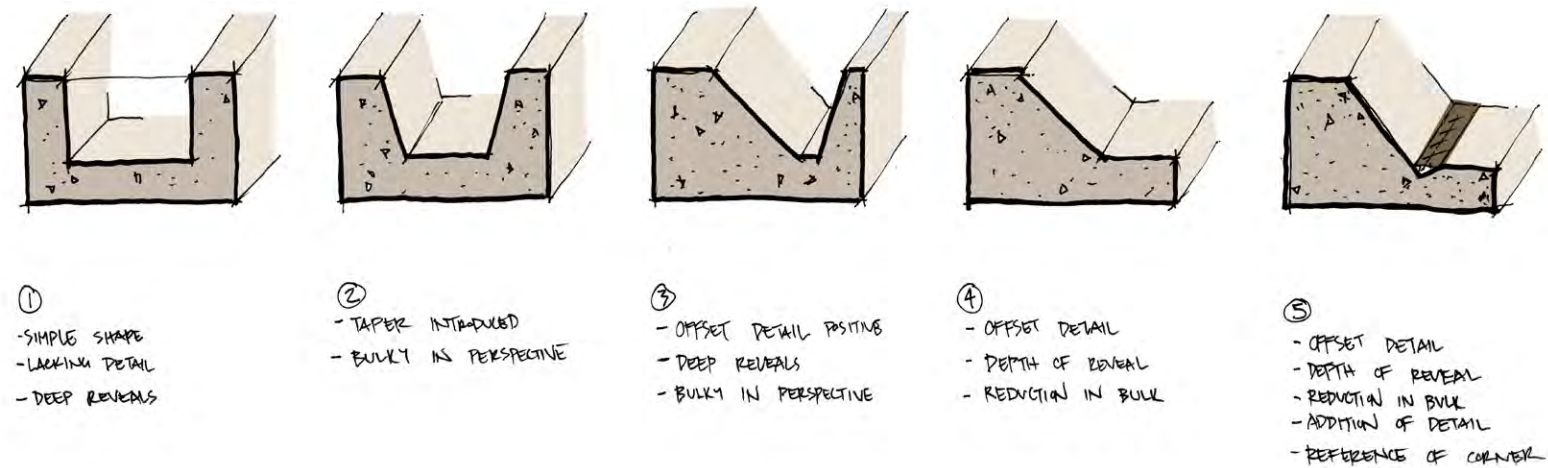 ①
- SIMPLE SHAPE
- LACKING DETAIL
- DEEP REVEALS
②
- TAPER INTRODUCED
- BULKY IN PERSPECTIVE
③
- OFFSET DETAIL POSITIVE
- DEEP REVEALS
- BULKY IN PERSPECTIVE
④
- OFFSET DETAIL
- DEPTH OF REVEAL
- REDUCTION IN BULK
⑤
- OFFSET DETAIL
- DEPTH OF REVEAL
- REDUCTION IN BULK
- ADDITION OF DETAIL
- REFERENCE OF CORNER